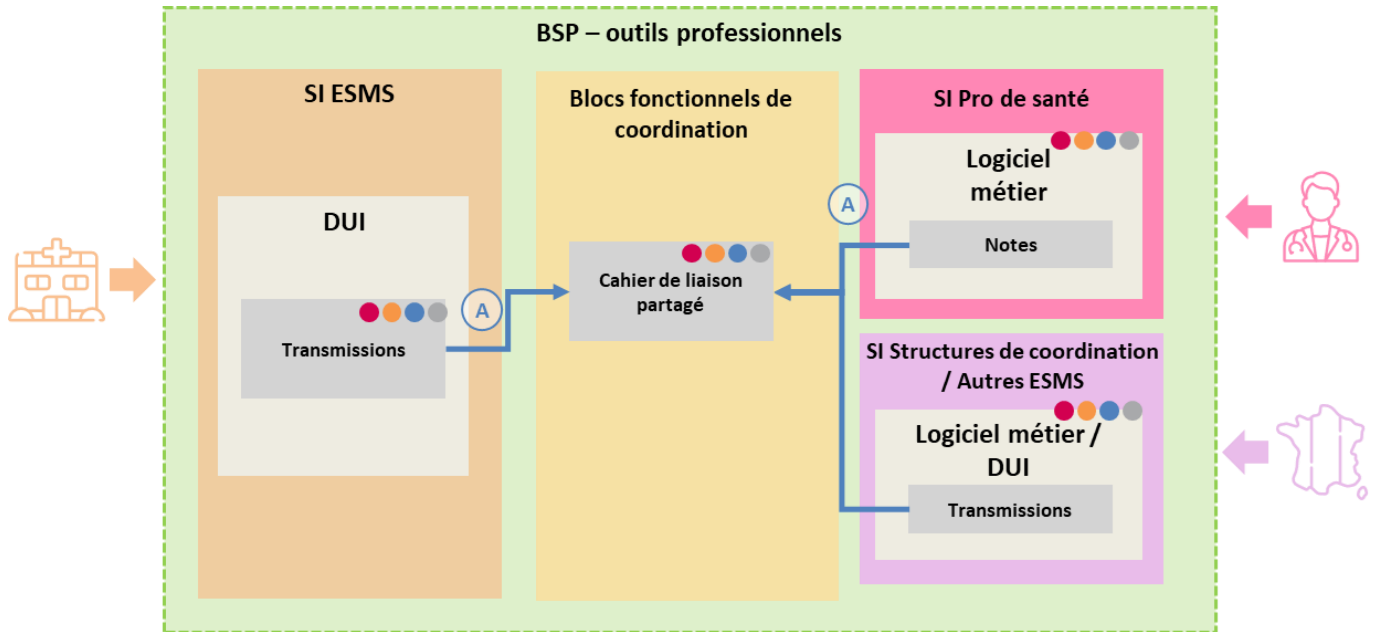 BSP – outils professionnels
SI ESMS
DUI
Transmissions
A
Blocs fonctionnels de
coordination
Cahier de liaison
partagé
A
SI Pro de santé
Logiciel
métier
Notes
SI Structures de coordination
/ Autres ESMS
Logiciel métier /
DUI
Transmissions